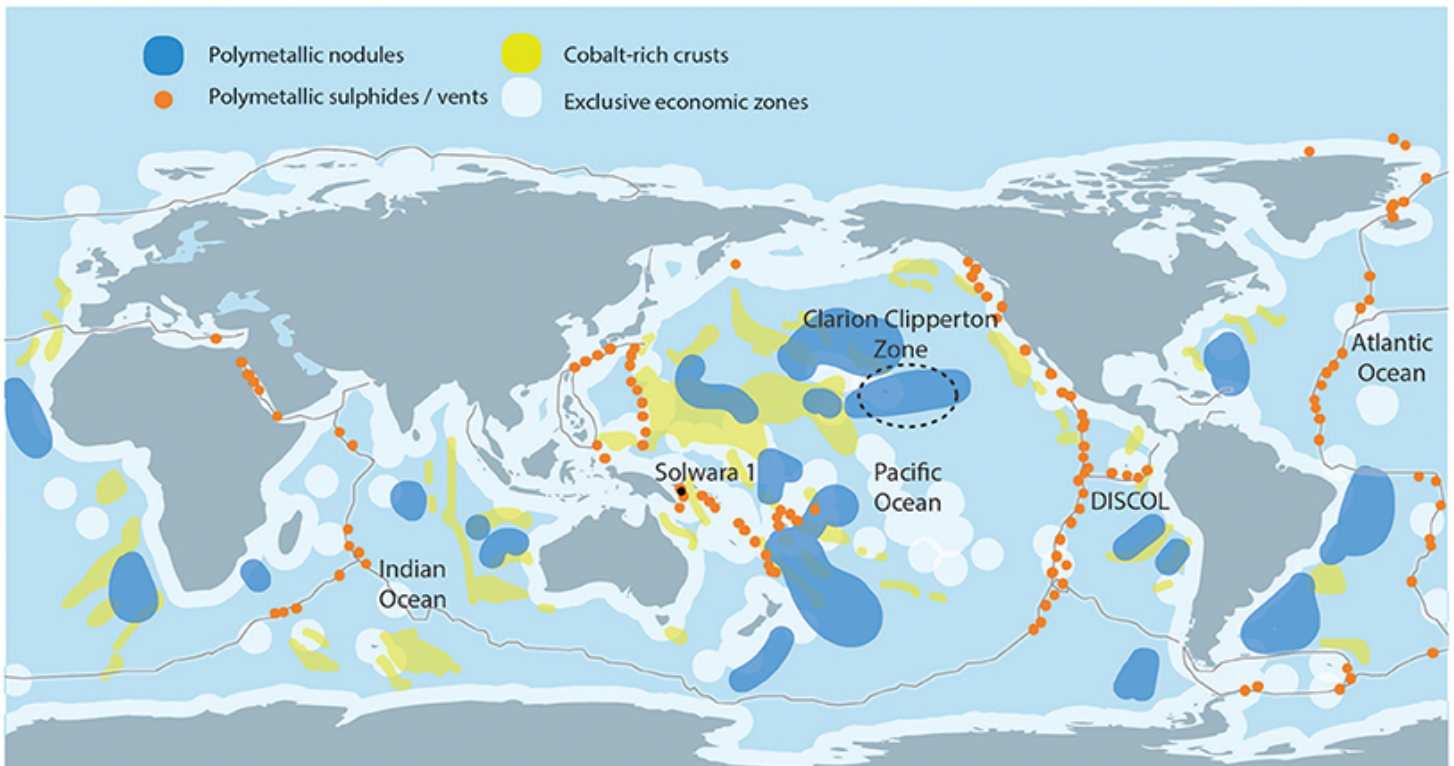 Polymetallic nodules
Cobalt-rich crusts
Polymetallic sulphides / vents
Exclusive economic zones
Clarion Clipperton
Zone
Atlantic
Ocean
Solwara 1
Pacific
Ocean
DISCOL
Indian
Ocean